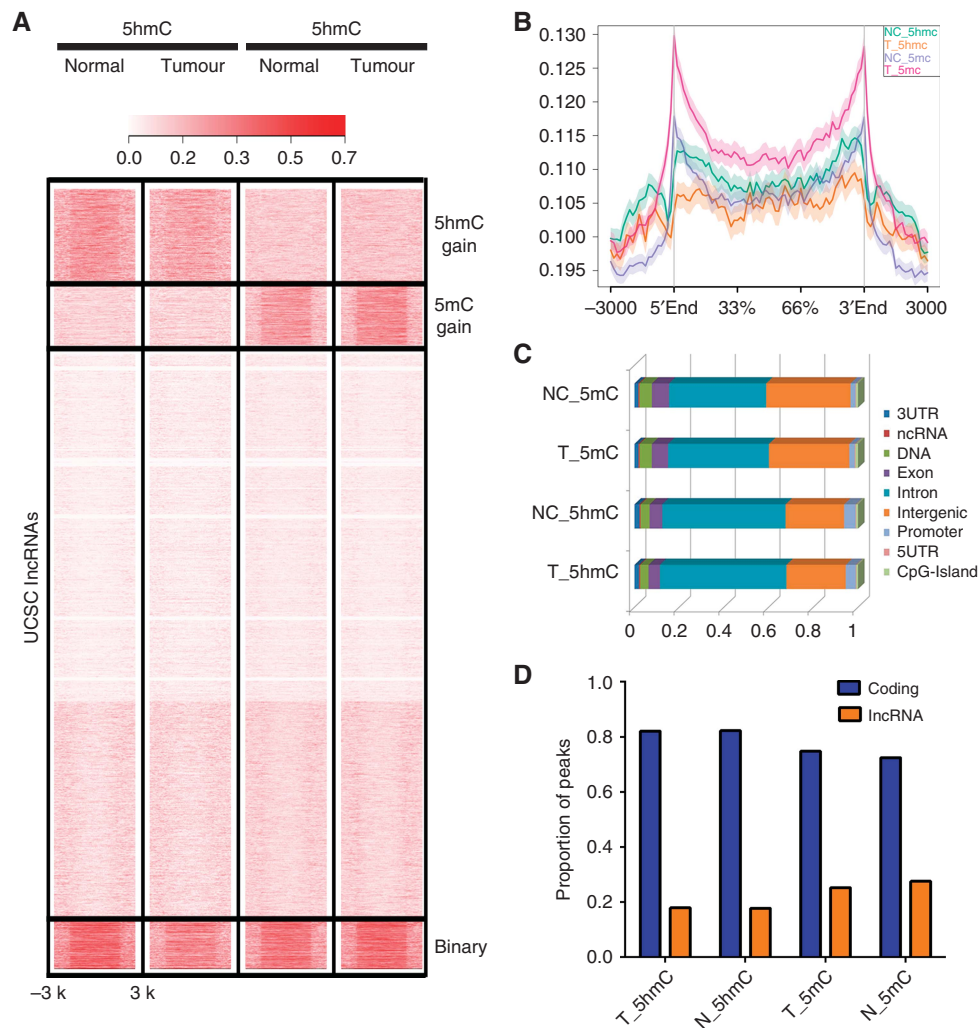 A
5hmC 5hmC
Normal Tumour Normal Tumour
0.0 0.2 0.3 0.5 0.7
5hmC
gain
5mC
gain
UCSC lncRNAs
Binary
–3 k 3 k
B
0.130
0.125
0.120
0.115
0.110
0.105
0.100
0.195
–3000 5′End 33% 66% 3′End 3000
NC_5hmc
T_5hmc
NC_5mc
T_5mc
C
NC_5mC
T_5mC
NC_5hmC
T_5hmC
0 0.2 0.4 0.6 0.8 1
3UTR
ncRNA
DNA
Exon
Intron
Intergenic
Promoter
5UTR
CpG-Island
D
Proportion of peaks
1.0
0.8
0.6
0.4
0.2
0.0
Coding
lncRNA
T_5hmC N_5hmC T_5mC N_5mC